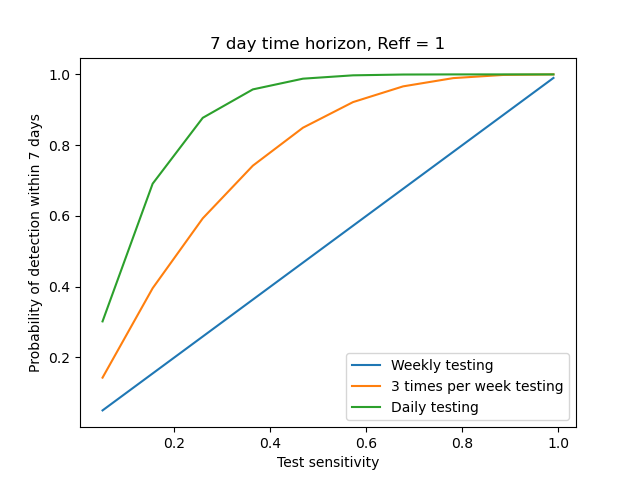 7 day time horizon, Reff = 1
Probability of detection within 7 days
1.0
0.8
0.6
0.4
0.2
Weekly testing
3 times per week testing
Daily testing
0.2 0.4 0.6 0.8 1.0
Test sensitivity